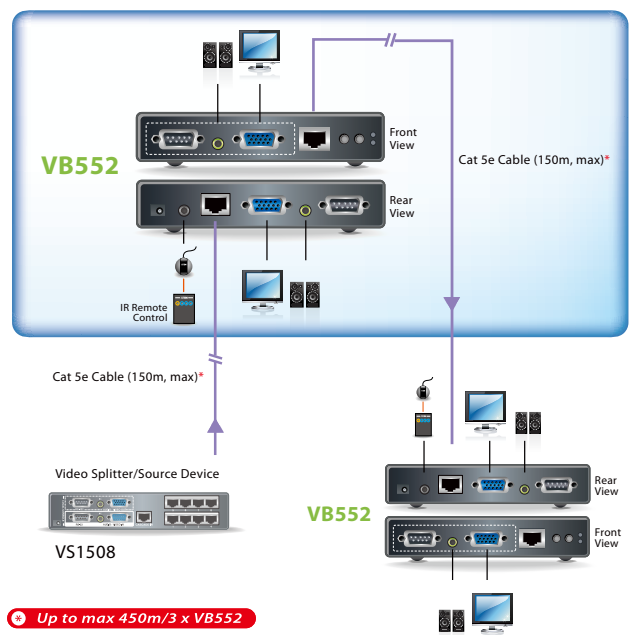 VB552
Front
View
Rear
View
Cat 5e Cable (150m, max)*
IR Remote
Control
Cat 5e Cable (150m, max)*
Video Splitter/Source Device
VS1508
VB552
Rear
View
Front
View
* Up to max 450m/3 x VB552